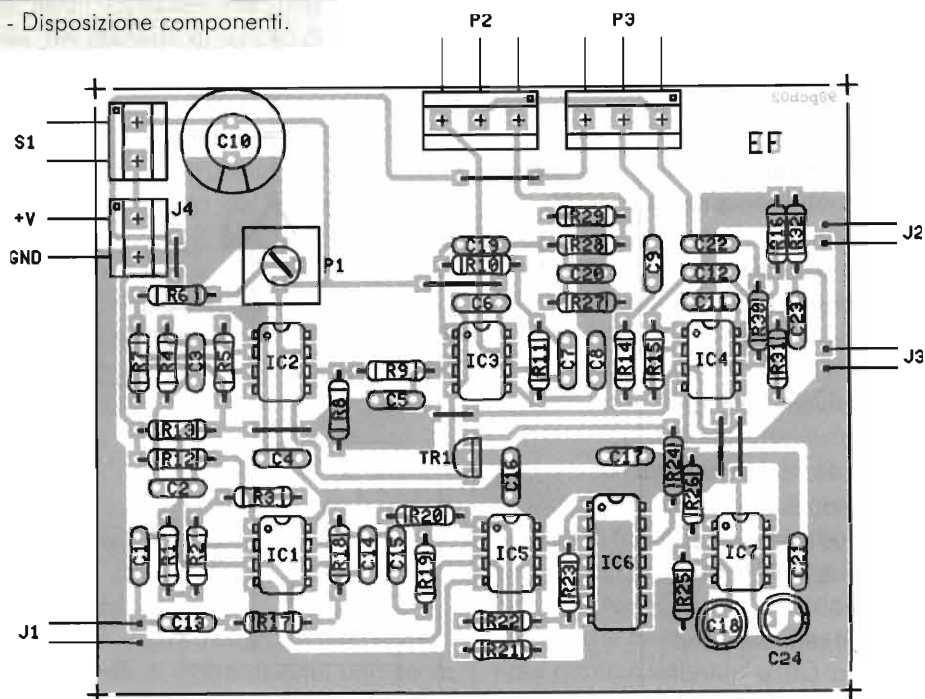 - Disposizione componenti.
P2 P3
98pcb02
S1 C10 EF
J4
+V R29 R16 R32 J2
GND C19 R28 C9 C22
P1 R10 C20 C12
R6 C6 R27 C11 R30 C23
R7 R4 C3 R5 IC2 IC3 R11 C7 C8 R14 R15 IC4 R31 J3
R9
R8 C5
R13
R12 C4 TR1 C16 C17 R24
C2 R26
R3
R20
C1 R1 R2 IC1 R18 C14 C15 R19 IC5 R23 IC6 IC7 C21
R25
J1 C13 R17 R22 C18
R21 C24